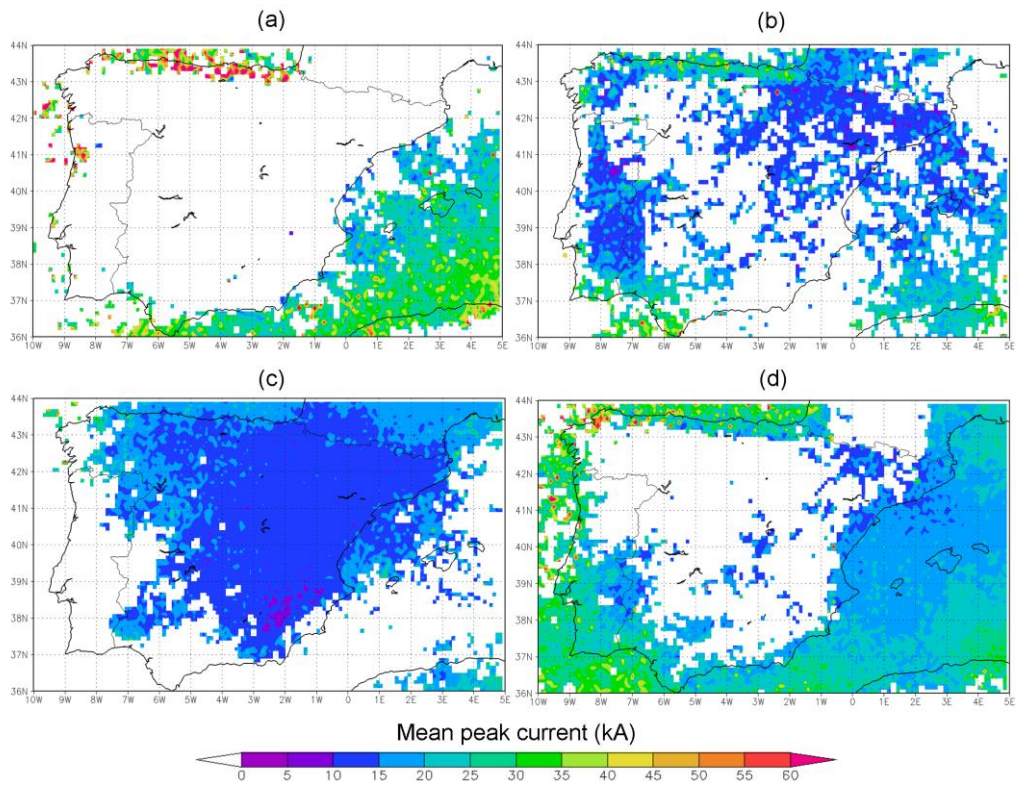 (a) (b)
44N 43N 42N 41N 40N 39N 38N 37N 36N
10W 9W 8W 7W 6W 5W 4W 3W 2W 1W 0 1E 2E 3E 4E 5E
44N 43N 42N 41N 40N 39N 38N 37N 36N
10W 9W 8W 7W 6W 5W 4W 3W 2W 1W 0 1E 2E 3E 4E 5E
(c) (d)
44N 43N 42N 41N 40N 39N 38N 37N 36N
10W 9W 8W 7W 6W 5W 4W 3W 2W 1W 0 1E 2E 3E 4E 5E
44N 43N 42N 41N 40N 39N 38N 37N 36N
10W 9W 8W 7W 6W 5W 4W 3W 2W 1W 0 1E 2E 3E 4E 5E
Mean peak current (kA)
0 5 10 15 20 25 30 35 40 45 50 55 60